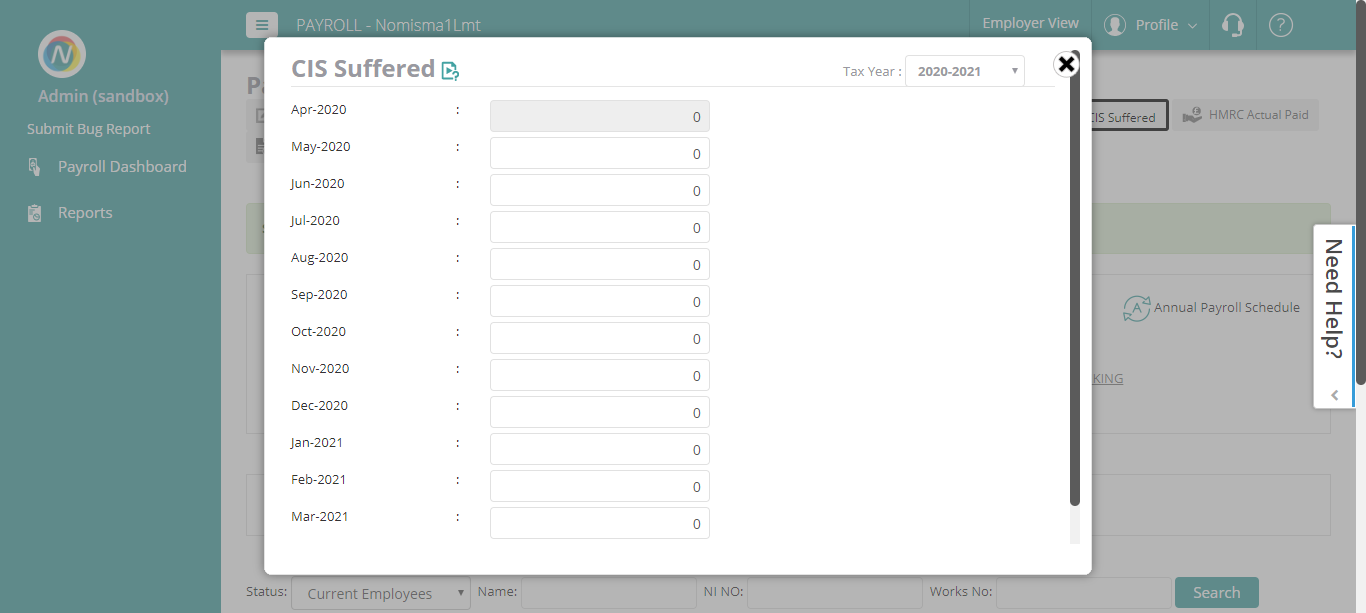 PAYROLL - Nomisma1Lmt
Employer View
Profile
?
N
Admin (sandbox)
Submit Bug Report
Payroll Dashboard
Reports
CIS Suffered
Tax Year :
2020-2021
Apr-2020 : 0
May-2020 : 0
Jun-2020 : 0
Jul-2020 : 0
Aug-2020 : 0
Sep-2020 : 0
Oct-2020 : 0
Nov-2020 : 0
Dec-2020 : 0
Jan-2021 : 0
Feb-2021 : 0
Mar-2021 : 0
CIS Suffered
HMRC Actual Paid
A
Annual Payroll Schedule
KING
Need Help?
Status:
Current Employees
Name:
NI NO:
Works No:
Search